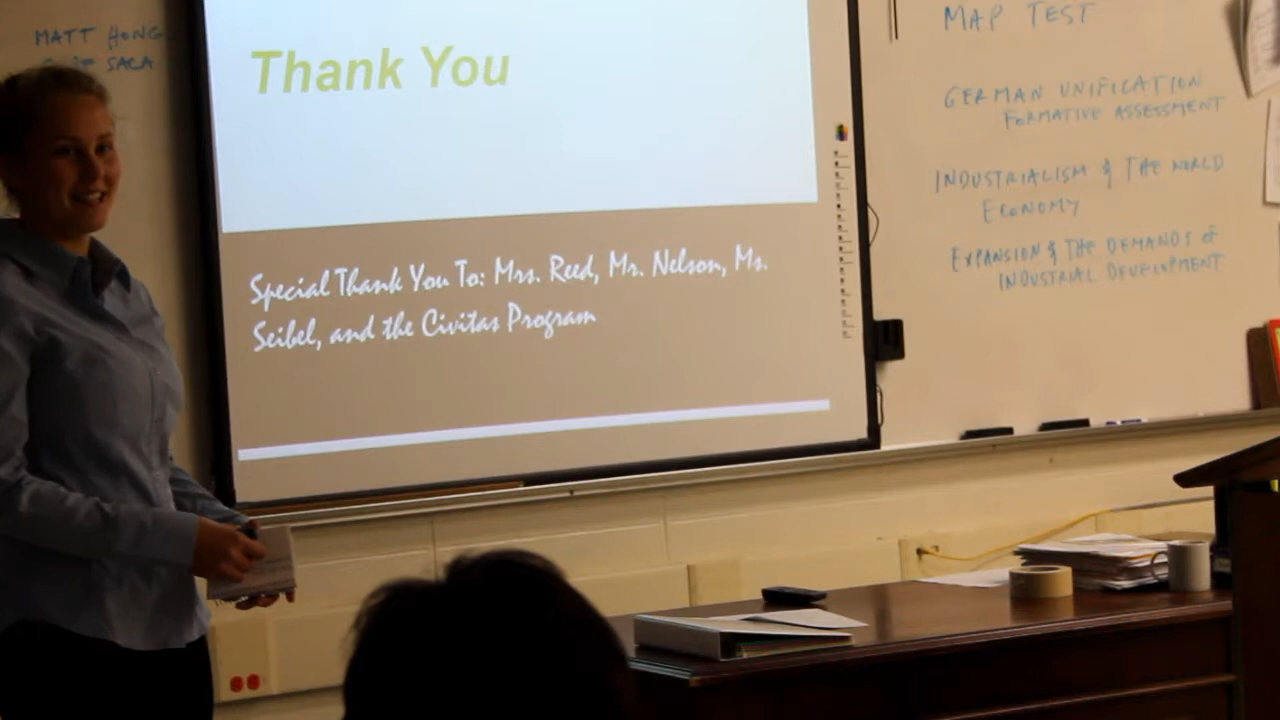 MATT HONG
SACA
Thank You
Special Thank You To: Mrs. Reed, Mr. Nelson, Ms.
Seibel, and the Civitas Program
MAP TEST
GERMAN UNIFICATION
FORMATIVE ASSESSMENT
INDUSTRIALISM & THE WORLD
ECONOMY
EXPANSION & THE DEMANDS of
INDUSTRIAL DEVELOPMENT